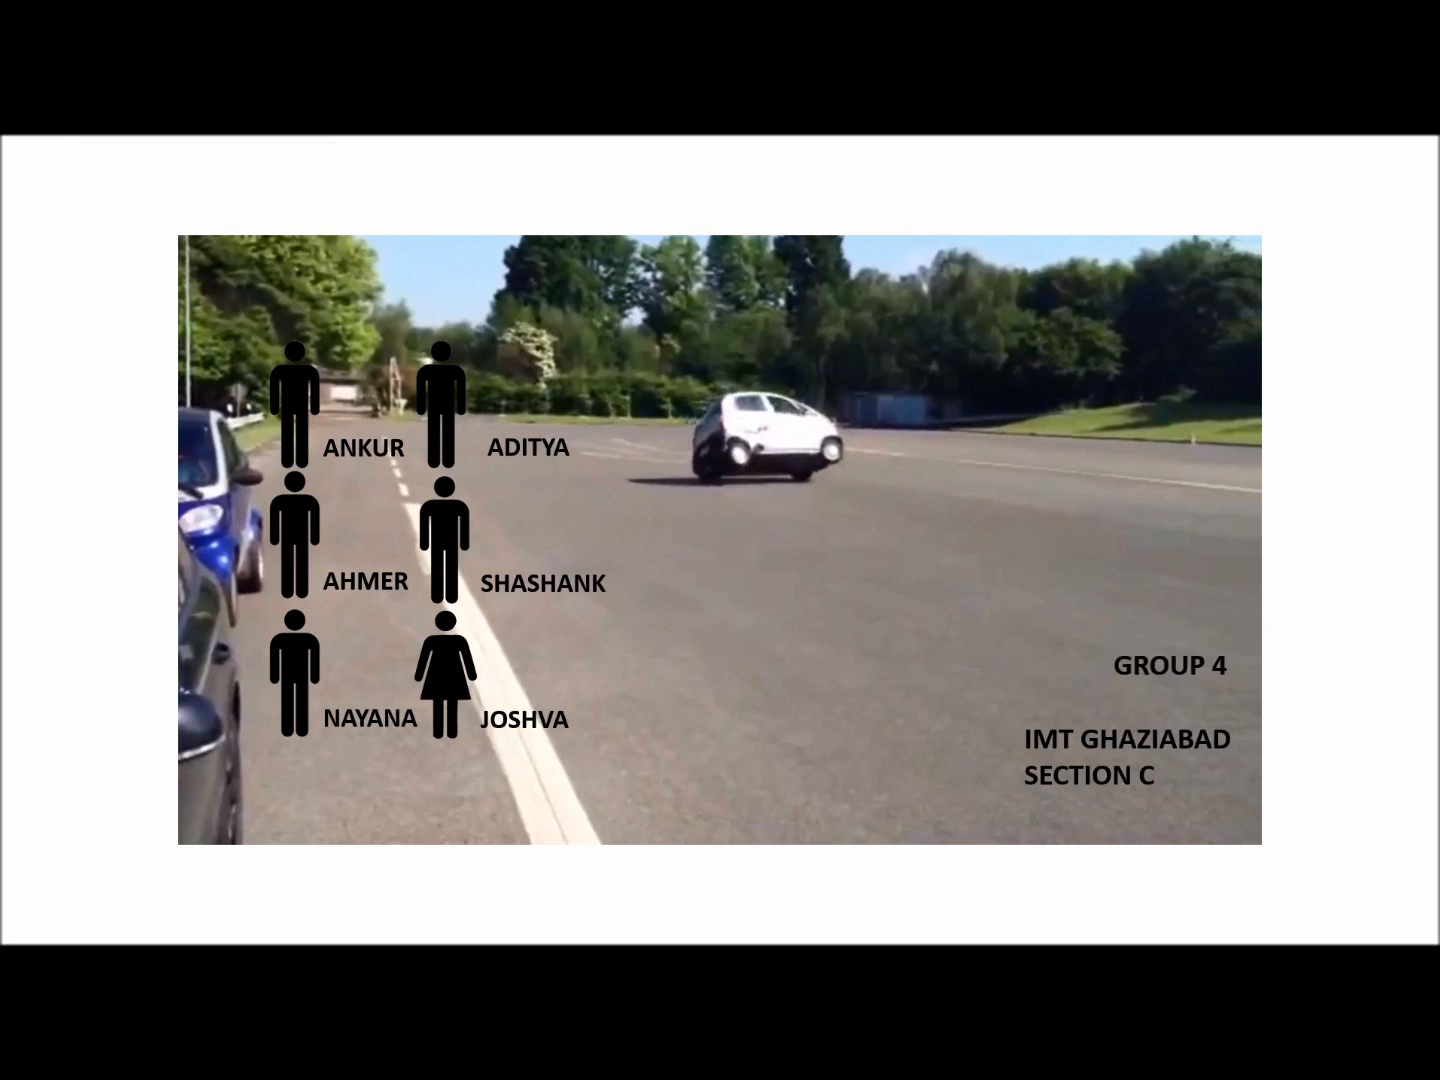 ANKUR
ADITYA
AHMER
SHASHANK
NAYANA
JOSHVA
GROUP 4
IMT GHAZIABAD
SECTION C